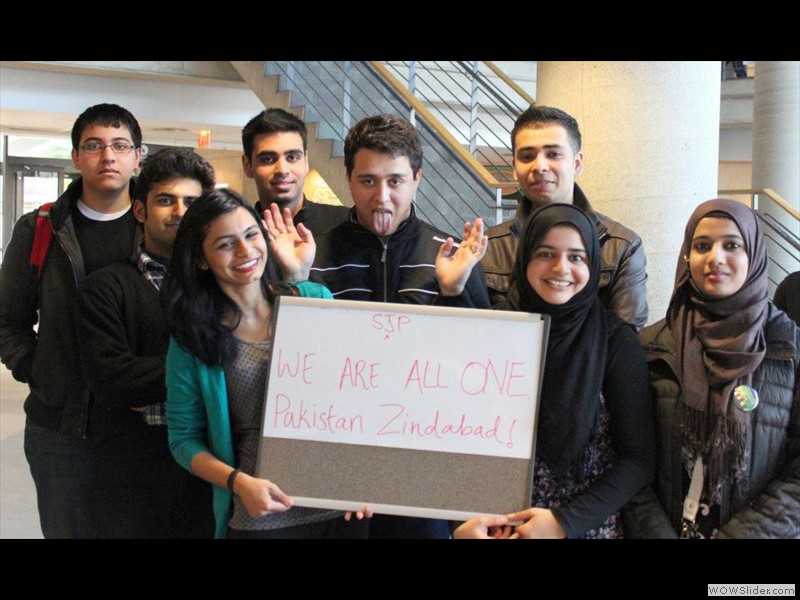 SJP
^
WE ARE ALL ONE.
Pakistan Zindabad!
WOWSlider.com